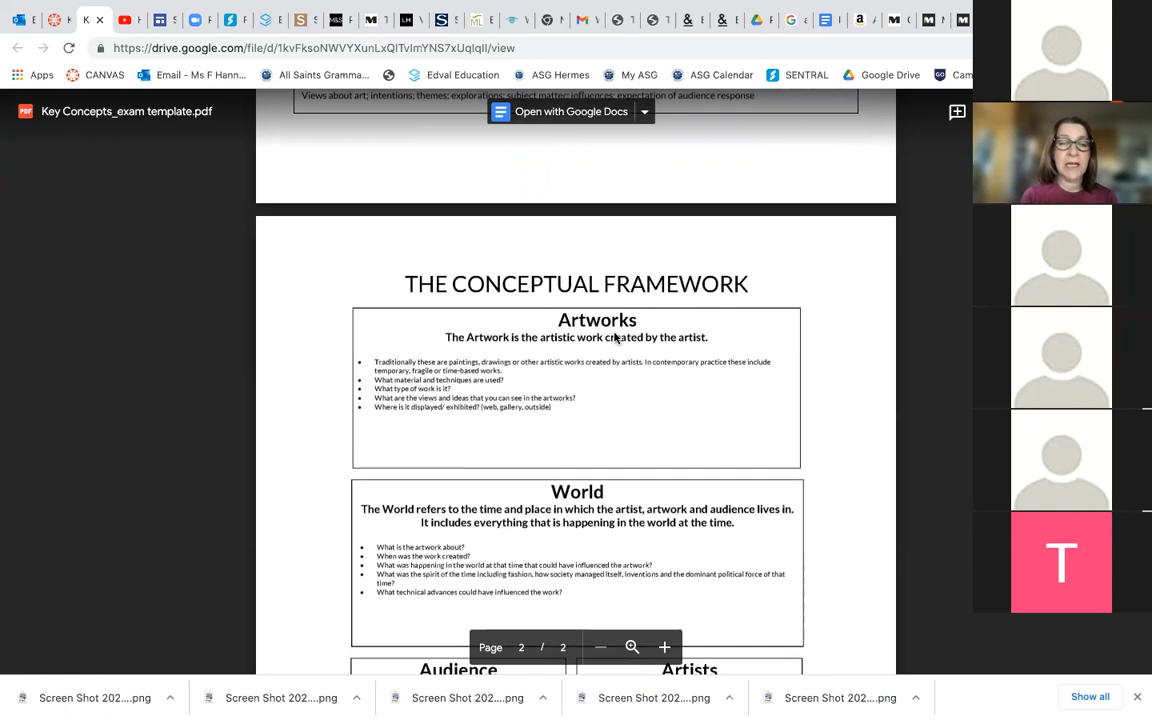 K
https://drive.google.com/file/d/1kvFksoNWVYXunLxQITvImYNS7xUqIqII/view
Apps
CANVAS
Email - Ms F Hann...
All Saints Gramma...
Edval Education
ASG Hermes
My ASG
ASG Calendar
SENTRAL
Google Drive
Cam
Key Concepts_exam template.pdf
Views about art; intentions; themes; explorations; subject matter; influences; expectation of audience response
Open with Google Docs
THE CONCEPTUAL FRAMEWORK
Artworks
The Artwork is the artistic work created by the artist.
• Traditionally these are paintings, drawings or other artistic works created by artists. In contemporary practice these include
temporary, fragile or time-based works.
• What material and techniques are used?
• What type of work is it?
• What are the views and ideas that you can see in the artworks?
• Where is it displayed/ exhibited? (web, gallery, outside)
World
The World refers to the time and place in which the artist, artwork and audience lives in.
It includes everything that is happening in the world at the time.
• What is the artwork about?
• When was the work created?
• What was happening in the world at that time that could have influenced the artwork?
• What was the spirit of the time including fashion, how society managed itself, inventions and the dominant political force of that
time?
• What technical advances could have influenced the work?
Page 2 / 2
Audience
Artists
T
Screen Shot 202....png
Screen Shot 202....png
Screen Shot 202....png
Screen Shot 202....png
Screen Shot 202....png
Show all